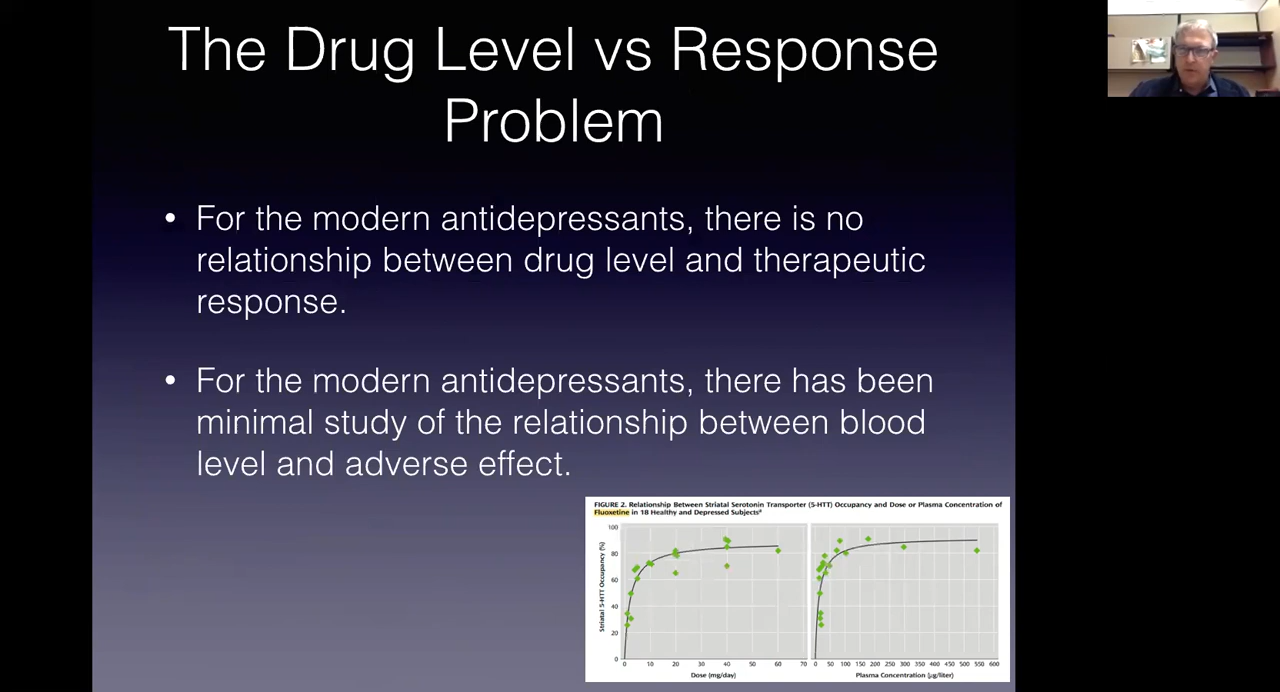 The Drug Level vs Response
Problem
• For the modern antidepressants, there is no
relationship between drug level and therapeutic
response.
• For the modern antidepressants, there has been
minimal study of the relationship between blood
level and adverse effect.
FIGURE 2. Relationship Between Striatal Serotonin Transporter (5-HTT) Occupancy and Dose or Plasma Concentration of
Fluoxetine in 18 Healthy and Depressed Subjectsᵃ
Striatal 5-HTT Occupancy (%)
100
80
60
40
20
0
0 10 20 30 40 50 60 70
Dose (mg/day)
0 50 100 150 200 250 300 350 400 450 500 550 600
Plasma Concentration (μg/liter)